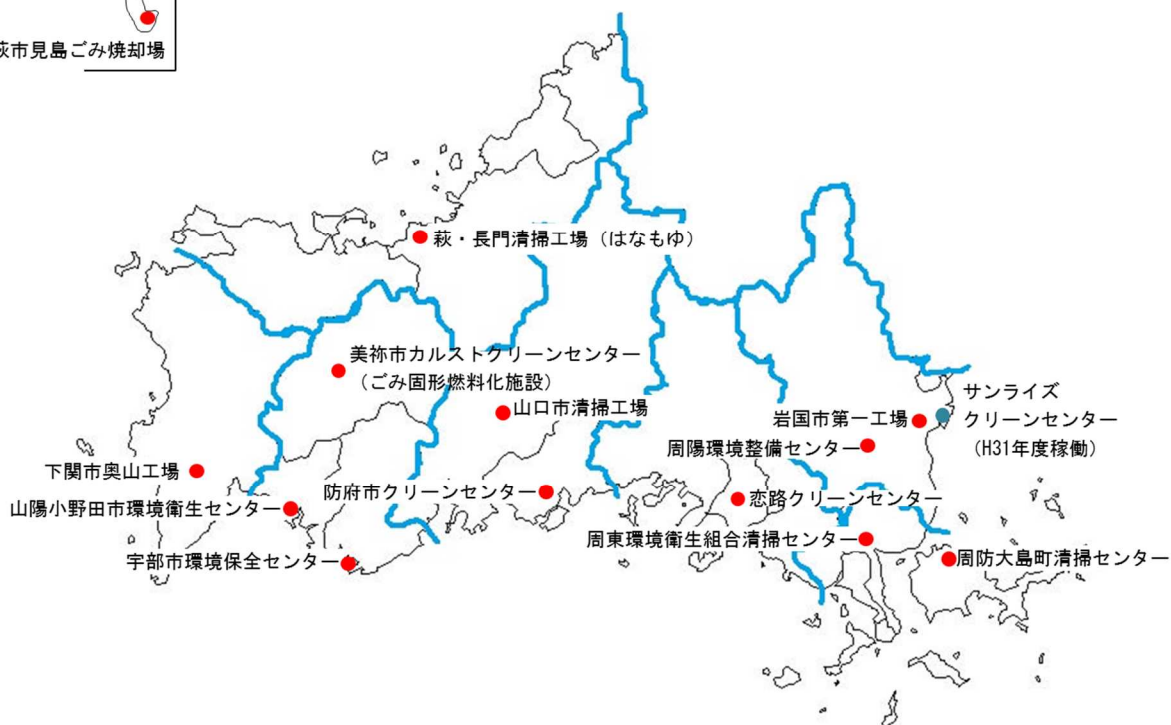 萩市見島ごみ焼却場
萩・長門清掃工場（はなもゆ）
美祢市カルストクリーンセンター
（ごみ固形燃料化施設）
山口市清掃工場
サンライズ
クリーンセンター
（H31年度稼働）
岩国市第一工場
周陽環境整備センター
下関市奥山工場
防府市クリーンセンター
恋路クリーンセンター
山陽小野田市環境衛生センター
周東環境衛生組合清掃センター
宇部市環境保全センター
周防大島町清掃センター